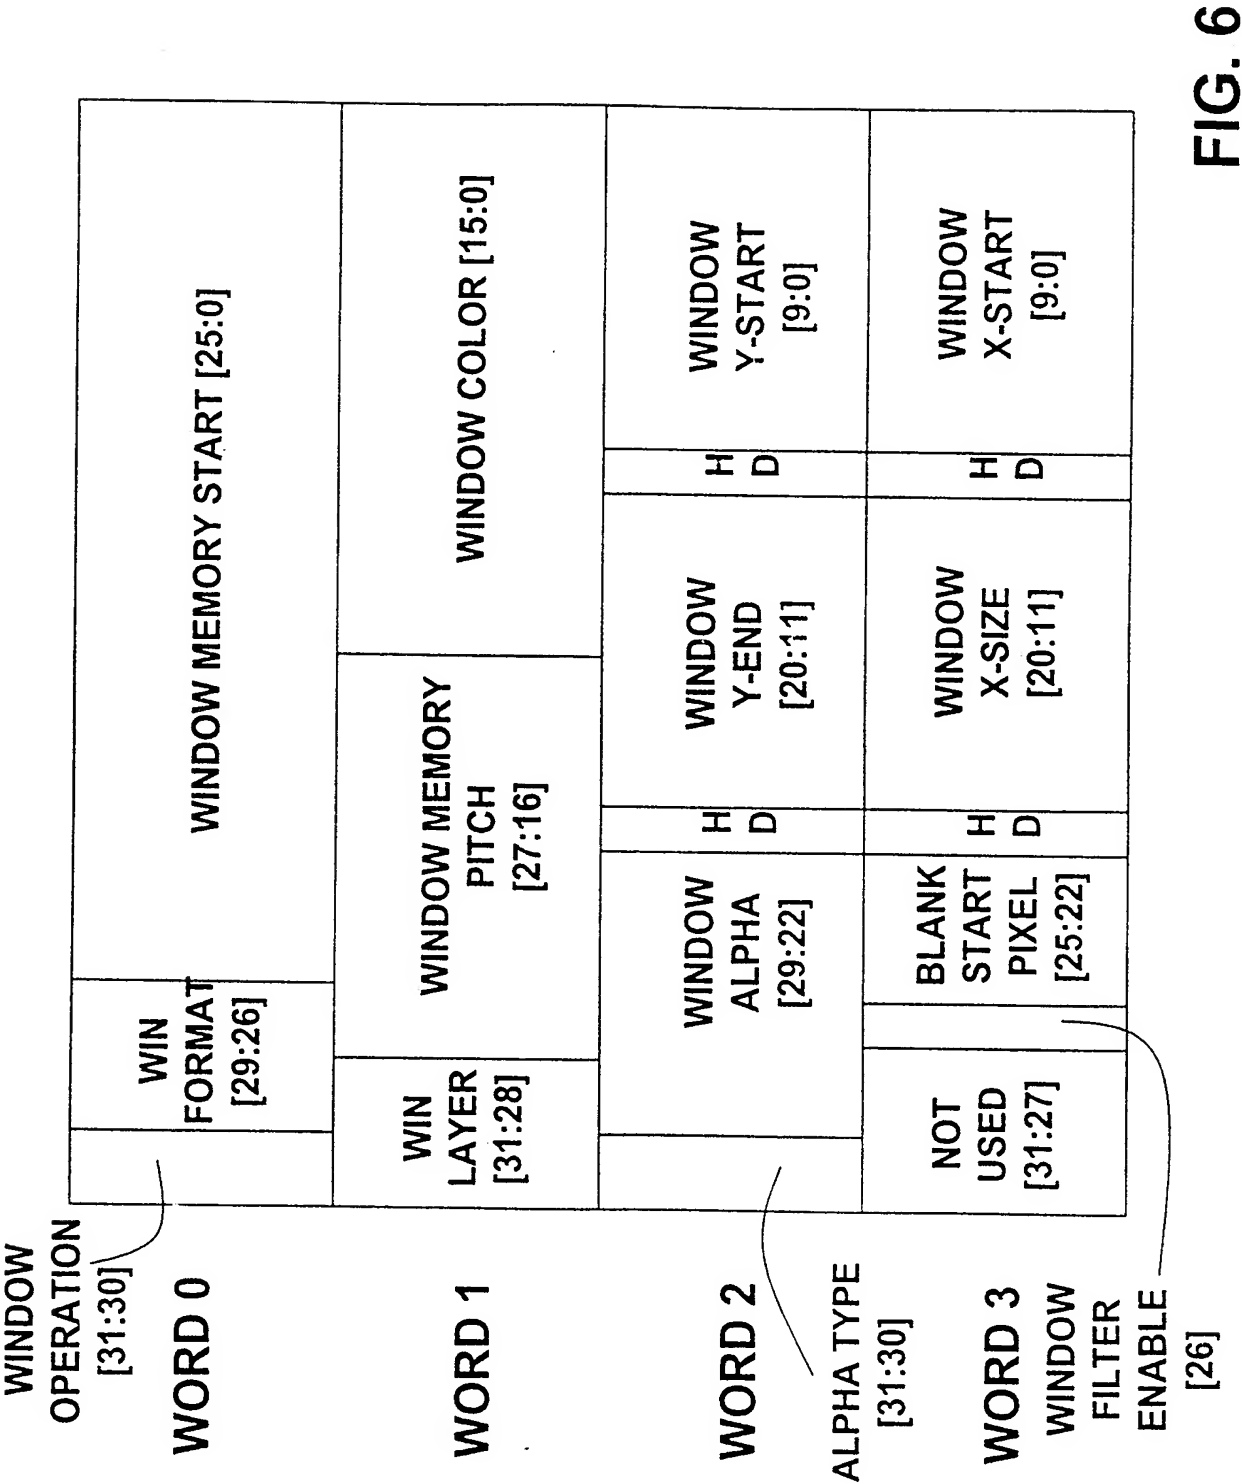 WINDOW
OPERATION
[31:30]
WORD 0
WIN
FORMAT
[29:26]
WINDOW MEMORY START [25:0]
WORD 1
WIN
LAYER
[31:28]
WINDOW MEMORY
PITCH
[27:16]
WINDOW COLOR [15:0]
WORD 2
ALPHA TYPE
[31:30]
WINDOW
ALPHA
[29:22]
H
D
WINDOW
Y-END
[20:11]
H
D
WINDOW
Y-START
[9:0]
WORD 3
WINDOW
FILTER
ENABLE
[26]
NOT
USED
[31:27]
BLANK
START
PIXEL
[25:22]
H
D
WINDOW
X-SIZE
[20:11]
H
D
WINDOW
X-START
[9:0]
FIG. 6